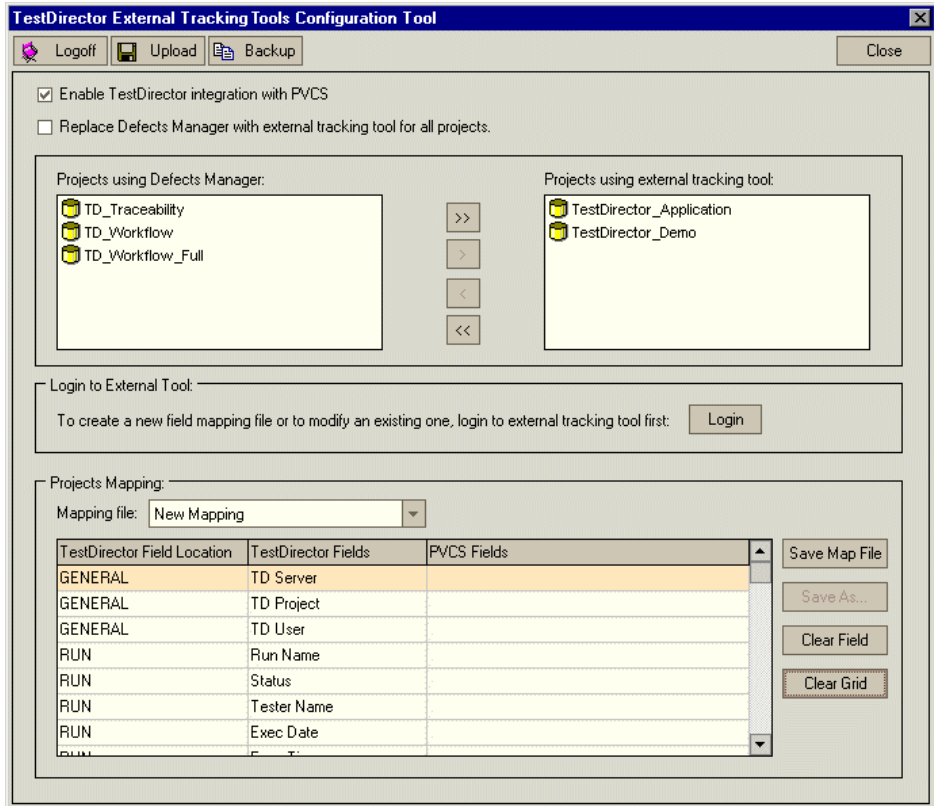 TestDirector External Tracking Tools Configuration Tool
Logoff Upload Backup Close
Enable TestDirector integration with PVCS
Replace Defects Manager with external tracking tool for all projects.
Projects using Defects Manager:
TD_Traceability
TD_Workflow
TD_Workflow_Full
>>
>
<
<<
Projects using external tracking tool:
TestDirector_Application
TestDirector_Demo
Login to External Tool:
To create a new field mapping file or to modify an existing one, login to external tracking tool first: Login
Projects Mapping:
Mapping file: New Mapping
TestDirector Field Location TestDirector Fields PVCS Fields
GENERAL TD Server
GENERAL TD Project
GENERAL TD User
RUN Run Name
RUN Status
RUN Tester Name
RUN Exec Date
Save Map File
Save As...
Clear Field
Clear Grid